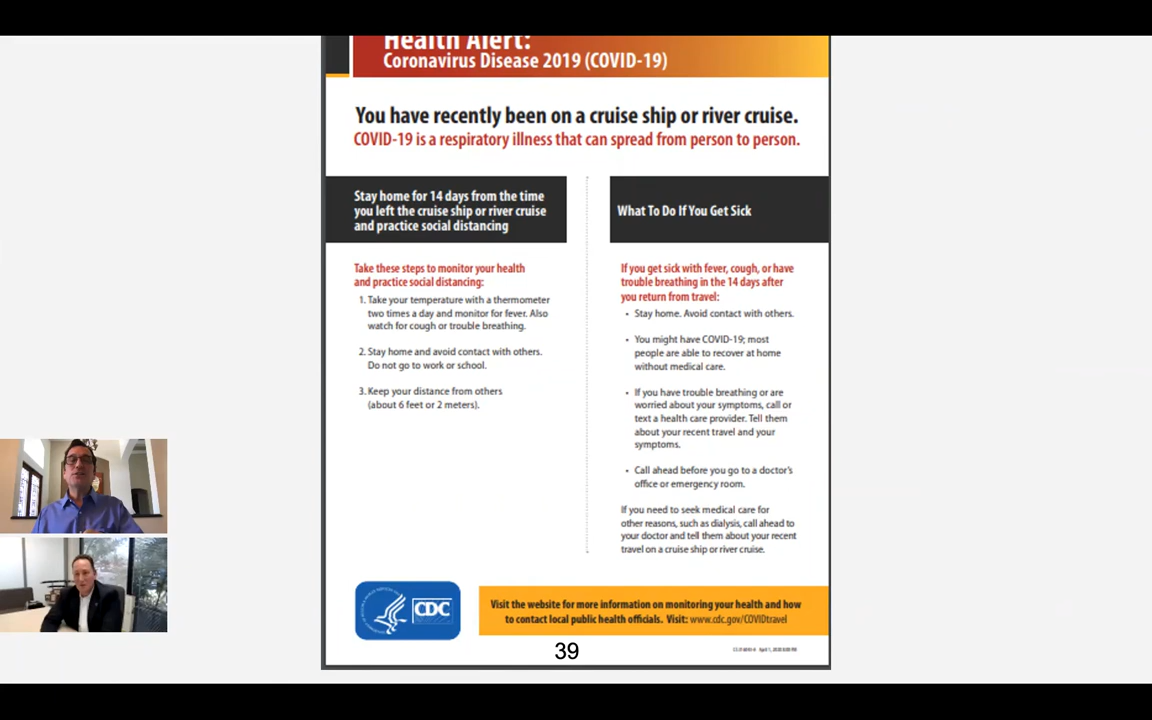 Health Alert:
Coronavirus Disease 2019 (COVID-19)
You have recently been on a cruise ship or river cruise.
COVID-19 is a respiratory illness that can spread from person to person.
Stay home for 14 days from the time
you left the cruise ship or river cruise
and practice social distancing
Take these steps to monitor your health
and practice social distancing:
1. Take your temperature with a thermometer
two times a day and monitor for fever. Also
watch for cough or trouble breathing.
2. Stay home and avoid contact with others.
Do not go to work or school.
3. Keep your distance from others
(about 6 feet or 2 meters).
What To Do If You Get Sick
If you get sick with fever, cough, or have
trouble breathing in the 14 days after
you return from travel:
• Stay home. Avoid contact with others.
• You might have COVID-19; most
people are able to recover at home
without medical care.
• If you have trouble breathing or are
worried about your symptoms, call or
text a health care provider. Tell them
about your recent travel and your
symptoms.
• Call ahead before you go to a doctor's
office or emergency room.
If you need to seek medical care for
other reasons, such as dialysis, call ahead to
your doctor and tell them about your recent
travel on a cruise ship or river cruise.
CDC
Visit the website for more information on monitoring your health and how
to contact local public health officials. Visit: www.cdc.gov/COVIDtravel
39